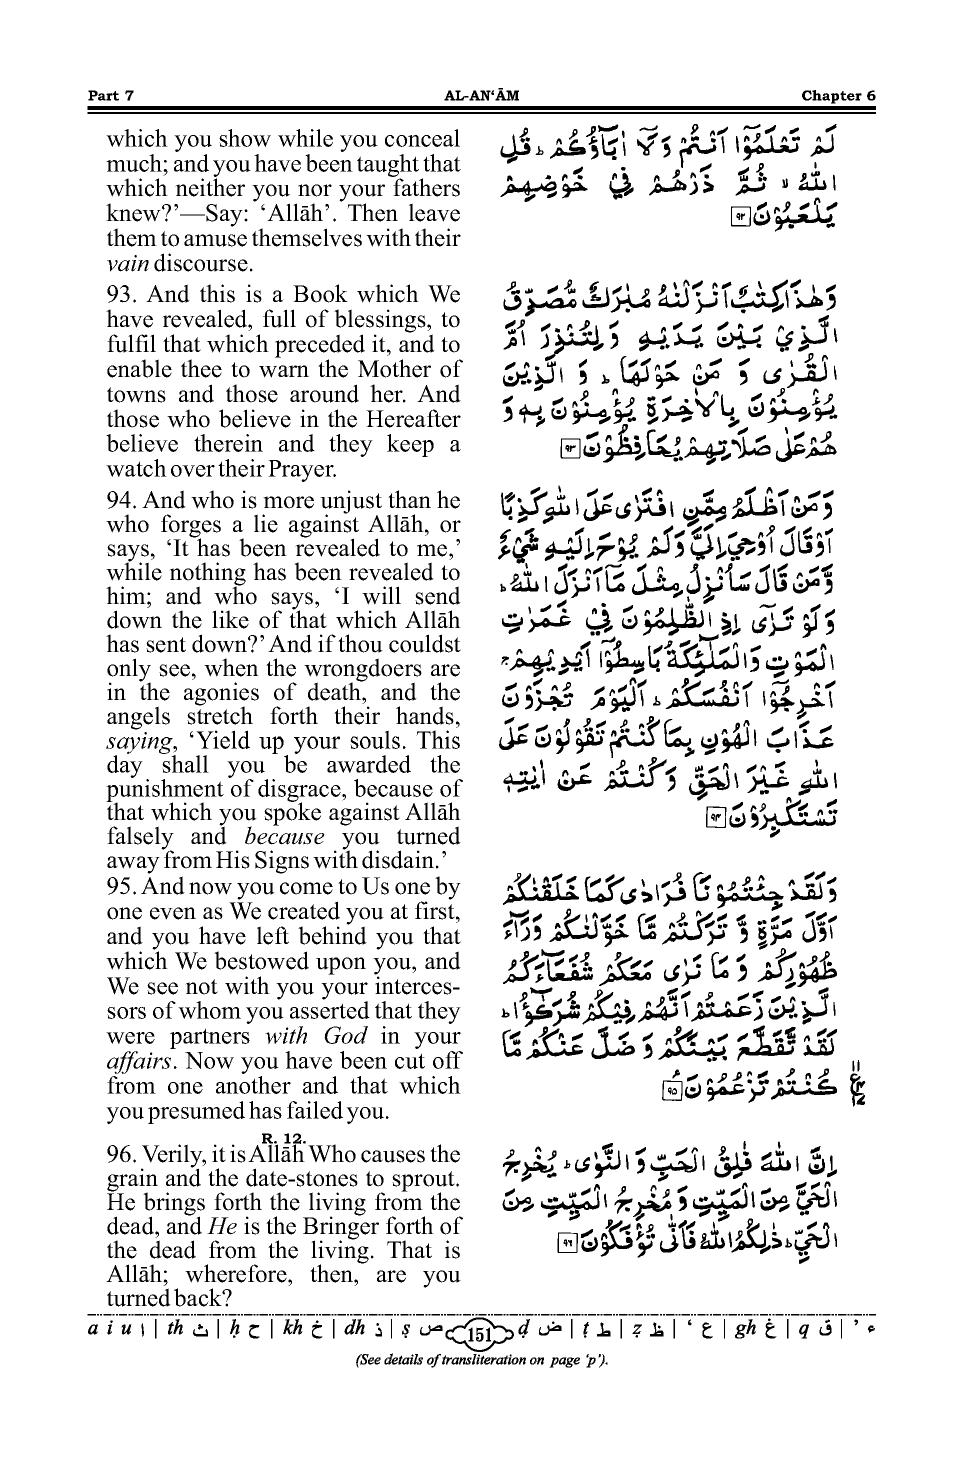 Part 7 AL-AN‘ĀM Chapter 6
which you show while you conceal
much; and you have been taught that
which neither you nor your fathers
knew?’—Say: ‘Allāh’. Then leave
them to amuse themselves with their
vain discourse.
93. And this is a Book which We
have revealed, full of blessings, to
fulfil that which preceded it, and to
enable thee to warn the Mother of
towns and those around her. And
those who believe in the Hereafter
believe therein and they keep a
watch over their Prayer.
94. And who is more unjust than he
who forges a lie against Allāh, or
says, ‘It has been revealed to me,’
while nothing has been revealed to
him; and who says, ‘I will send
down the like of that which Allāh
has sent down?’ And if thou couldst
only see, when the wrongdoers are
in the agonies of death, and the
angels stretch forth their hands,
saying, ‘Yield up your souls. This
day shall you be awarded the
punishment of disgrace, because of
that which you spoke against Allāh
falsely and because you turned
away from His Signs with disdain.’
95. And now you come to Us one by
one even as We created you at first,
and you have left behind you that
which We bestowed upon you, and
We see not with you your interces-
sors of whom you asserted that they
were partners with God in your
affairs. Now you have been cut off
from one another and that which
you presumed has failed you.
R. 12.
96. Verily, it is Allāh Who causes the
grain and the date-stones to sprout.
He brings forth the living from the
dead, and He is the Bringer forth of
the dead from the living. That is
Allāh; wherefore, then, are you
turned back?
لَمْ تَعْلَمُوْۤا اَنْتُمْ وَلَاۤ اٰبَآؤُكُمْ ؕ قُلِ
اللّٰهُ ۙ ثُمَّ ذَرْهُمْ فِيْ خَوْضِهِمْ
يَلْعَبُوْنَ ۹۲
وَهٰذَا كِتٰبٌ اَنْزَلْنٰهُ مُبٰرَكٌ مُّصَدِّقُ
الَّذِيْ بَيْنَ يَدَيْهِ وَلِتُنْذِرَ اُمَّ
الْقُرٰى وَ مَنْ حَوْلَهَا ؕ وَ الَّذِيْنَ
يُؤْمِنُوْنَ بِالْاٰخِرَةِ يُؤْمِنُوْنَ بِهٖ وَ
هُمْ عَلٰى صَلَاتِهِمْ يُحَافِظُوْنَ ۹۳
وَمَنْ اَظْلَمُ مِمَّنِ افْتَرٰى عَلَى اللّٰهِ كَذِبًا
اَوْ قَالَ اُوْحِيَ اِلَيَّ وَلَمْ يُوْحَ اِلَيْهِ شَيْءٌ
وَّمَنْ قَالَ سَاُنْزِلُ مِثْلَ مَاۤ اَنْزَلَ اللّٰهُ ؕ
وَلَوْ تَرٰۤى اِذِ الظّٰلِمُوْنَ فِيْ غَمَرٰتِ
الْمَوْتِ وَالْمَلٰٓئِكَةُ بَاسِطُوْۤا اَيْدِيْهِمْ ۚ
اَخْرِجُوْۤا اَنْفُسَكُمْ ؕ اَلْيَوْمَ تُجْزَوْنَ
عَذَابَ الْهُوْنِ بِمَا كُنْتُمْ تَقُوْلُوْنَ عَلَى
اللّٰهِ غَيْرَ الْحَقِّ وَكُنْتُمْ عَنْ اٰيٰتِهٖ
تَسْتَكْبِرُوْنَ ۹۴
وَلَقَدْ جِئْتُمُوْنَا فُرَادٰى كَمَا خَلَقْنٰكُمْ
اَوَّلَ مَرَّةٍ وَّ تَرَكْتُمْ مَّا خَوَّلْنٰكُمْ وَرَآءَ
ظُهُوْرِكُمْ وَ مَا نَرٰى مَعَكُمْ شُفَعَآءَكُمُ
الَّذِيْنَ زَعَمْتُمْ اَنَّهُمْ فِيْكُمْ شُرَكٰٓؤُا ؕ
لَقَدْ تَّقَطَّعَ بَيْنَكُمْ وَ ضَلَّ عَنْكُمْ مَّا
كُنْتُمْ تَزْعُمُوْنَ ۹۵
اِنَّ اللّٰهَ فٰلِقُ الْحَبِّ وَ النَّوٰى ؕ يُخْرِجُ
الْحَيَّ مِنَ الْمَيِّتِ وَ مُخْرِجُ الْمَيِّتِ مِنَ
الْحَيِّ ؕ ذٰلِكُمُ اللّٰهُ فَاَنّٰى تُؤْفَكُوْنَ ۹۶
a i u ا | th ث | ḥ ح | kh خ | dh ذ | ṣ ص 151 ḍ ض | ṭ ط | ẓ ظ | ‘ ع | gh غ | q ق | ’ ء
(See details of transliteration on page ‘p’).